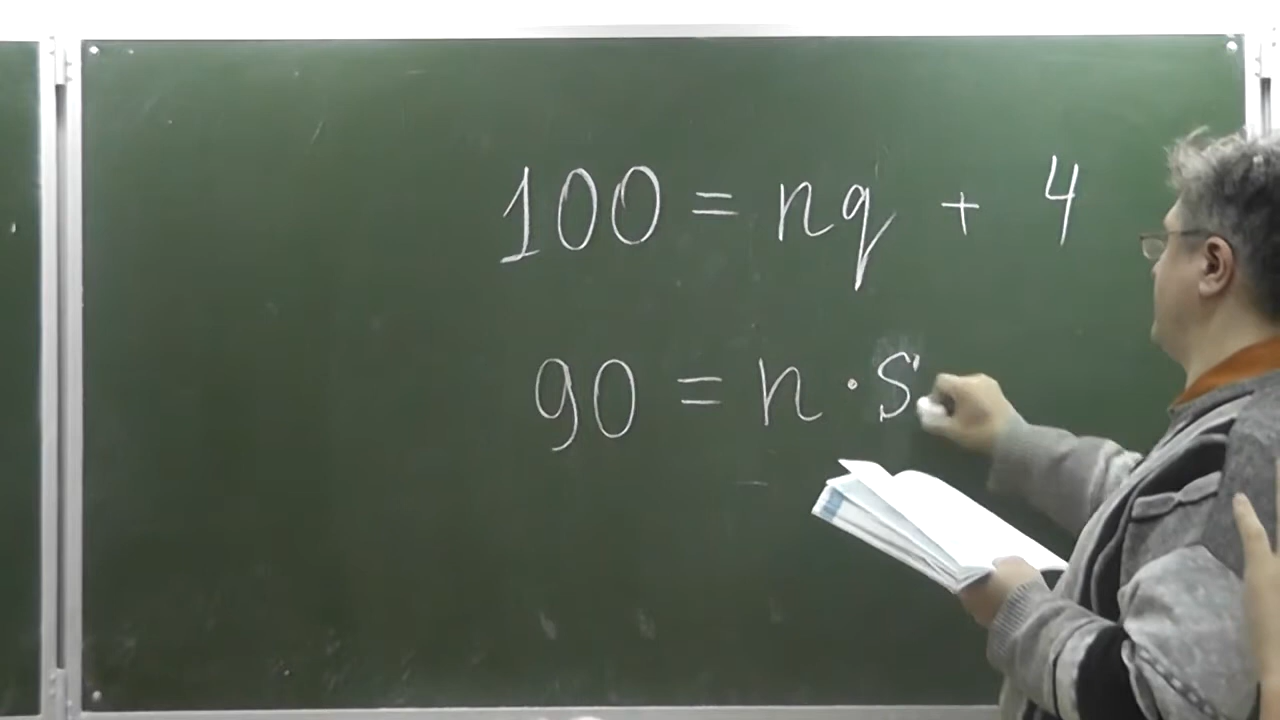 100 = nq + 4
90 = n · s